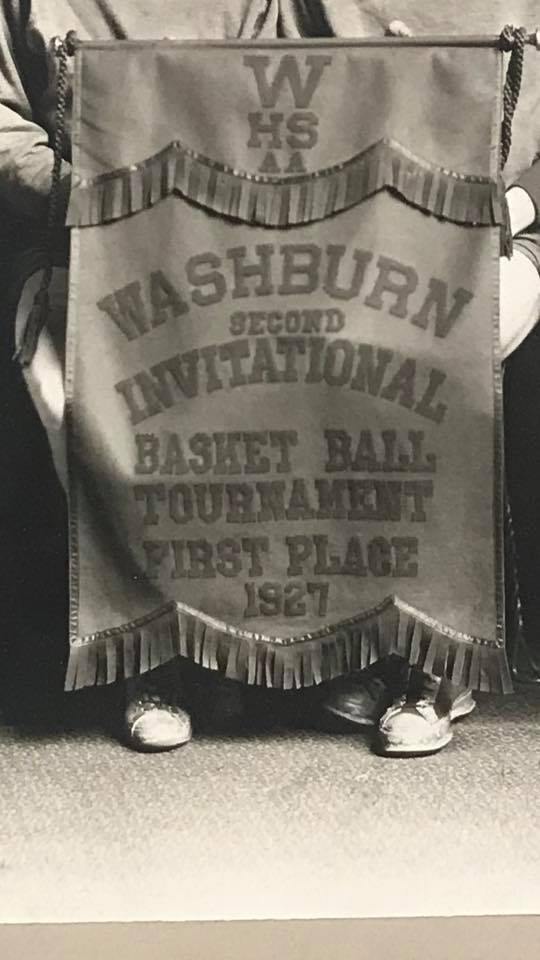 W
HS
AA
WASHBURN
SECOND
INVITATIONAL
BASKET BALL
TOURNAMENT
FIRST PLACE
1927